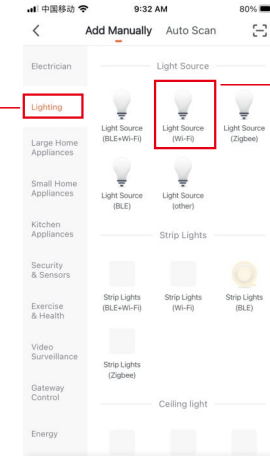 中国移动 9:32 AM 80%
Add Manually Auto Scan
Electrician
Lighting
Large Home
Appliances
Small Home
Appliances
Kitchen
Appliances
Security
& Sensors
Exercise
& Health
Video
Surveillance
Gateway
Control
Energy
Light Source
Light Source
(BLE+Wi-Fi)
Light Source
(Wi-Fi)
Light Source
(Zigbee)
Light Source
(BLE)
Light Source
(other)
Strip Lights
Strip Lights
(BLE+Wi-Fi)
Strip Lights
(Wi-Fi)
Strip Lights
(BLE)
Strip Lights
(Zigbee)
Ceiling light